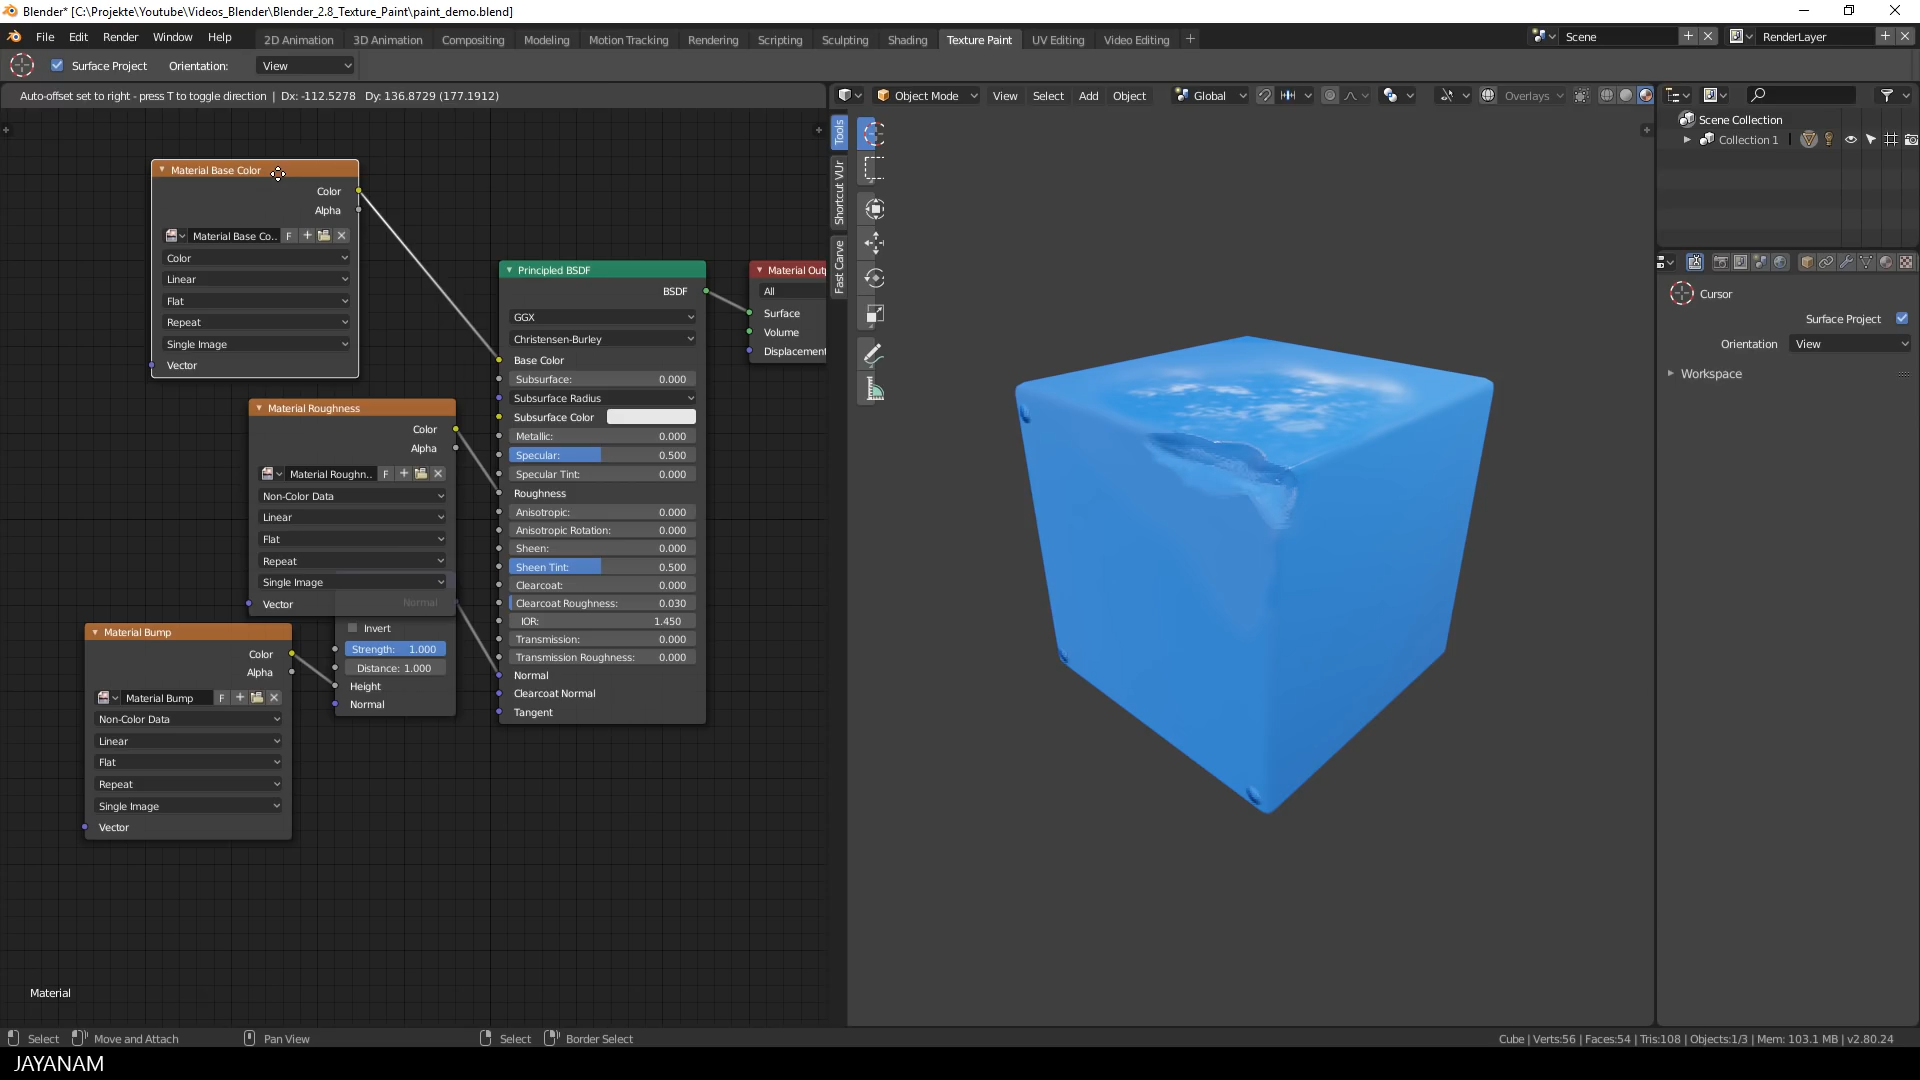 Blender* [C:\Projekte\Youtube\Videos_Blender\Blender_2.8_Texture_Paint\paint_demo.blend]
File Edit Render Window Help 2D Animation 3D Animation Compositing Modeling Motion Tracking Rendering Scripting Sculpting Shading Texture Paint UV Editing Video Editing + Scene RenderLayer
Surface Project Orientation: View
Auto-offset set to right - press T to toggle direction | Dx: -112.5278 Dy: 136.8729 (177.1912)
Object Mode View Select Add Object Global Overlays
Material Base Color
Color
Alpha
Material Base Co.. F
Color
Linear
Flat
Repeat
Single Image
Vector
Material Roughness
Color
Alpha
Material Roughn.. F
Non-Color Data
Linear
Flat
Repeat
Single Image
Vector
Normal
Invert
Strength: 1.000
Distance: 1.000
Height
Normal
Material Bump
Color
Alpha
Material Bump F
Non-Color Data
Linear
Flat
Repeat
Single Image
Vector
Principled BSDF
BSDF
GGX
Christensen-Burley
Base Color
Subsurface: 0.000
Subsurface Radius
Subsurface Color
Metallic: 0.000
Specular: 0.500
Specular Tint: 0.000
Roughness
Anisotropic: 0.000
Anisotropic Rotation: 0.000
Sheen: 0.000
Sheen Tint: 0.500
Clearcoat: 0.000
Clearcoat Roughness: 0.030
IOR: 1.450
Transmission: 0.000
Transmission Roughness: 0.000
Normal
Clearcoat Normal
Tangent
Material Outp
All
Surface
Volume
Displacement
Material
Tools
Shortcut VUr
Fast Carve
Scene Collection
Collection 1
Cursor
Surface Project
Orientation View
Workspace
Select Move and Attach Pan View Select Border Select
Cube | Verts:56 | Faces:54 | Tris:108 | Objects:1/3 | Mem: 103.1 MB | v2.80.24
JAYANAM